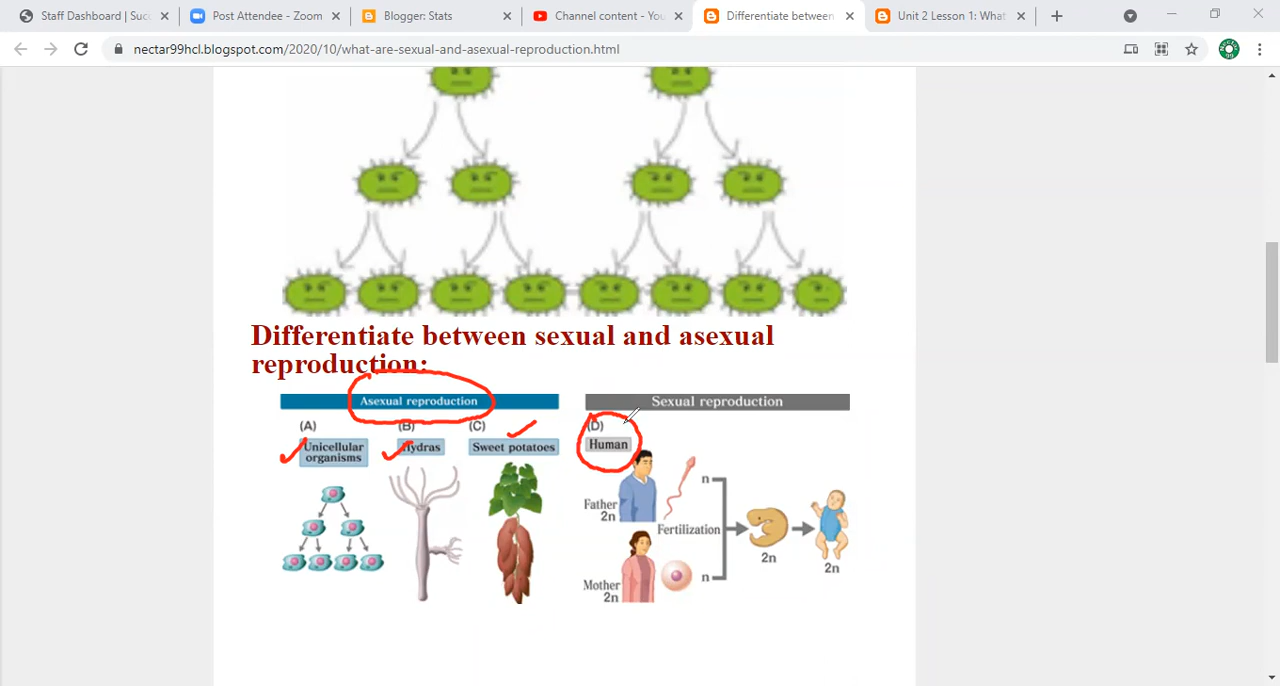 Staff Dashboard | Suc
Post Attendee - Zoom
Blogger: Stats
Channel content - You
Differentiate between
Unit 2 Lesson 1: What
nectar99hcl.blogspot.com/2020/10/what-are-sexual-and-asexual-reproduction.html
Differentiate between sexual and asexual
reproduction:
Asexual reproduction
Sexual reproduction
(A)
(B)
(C)
(D)
Unicellular
organisms
Hydras
Sweet potatoes
Human
Father
2n
n
Fertilization
Mother
2n
n
2n
2n